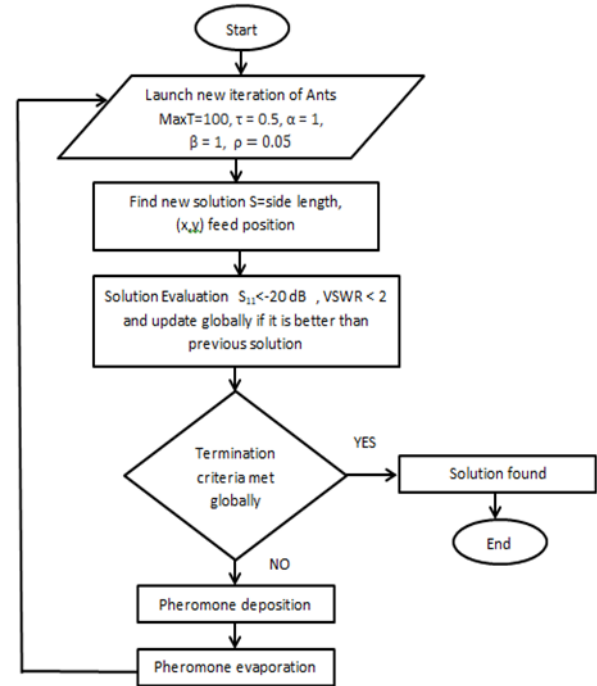 Start
Launch new iteration of Ants
MaxT=100, τ = 0.5, α = 1,
β = 1, ρ = 0.05
Find new solution S=side length,
(x,y) feed position
Solution Evaluation S₁₁<-20 dB , VSWR < 2
and update globally if it is better than
previous solution
Termination
criteria met
globally
YES
Solution found
End
NO
Pheromone deposition
Pheromone evaporation